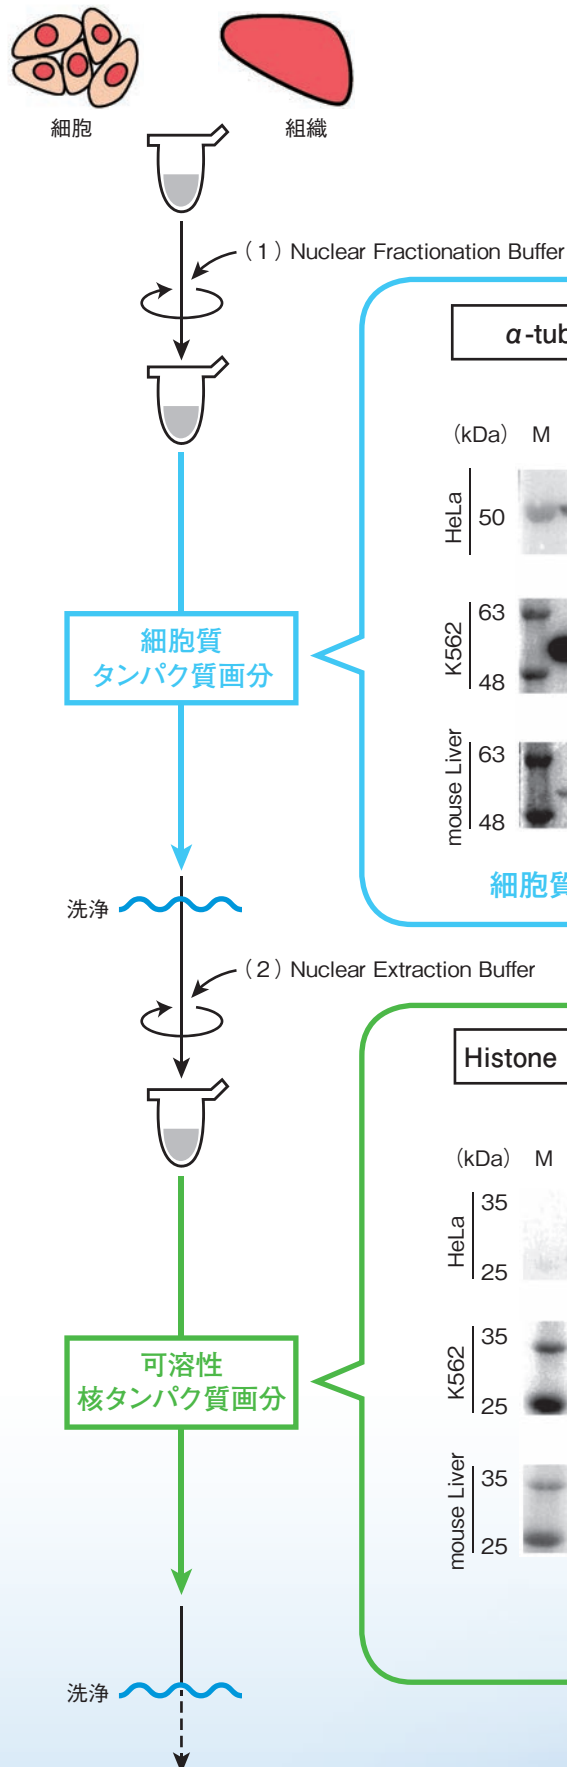 細胞
組織
(1) Nuclear Fractionation Buffer
α-tub
(kDa) M
HeLa
50
K562
63
48
mouse Liver
63
48
細胞質
タンパク質画分
細胞質
洗浄
(2) Nuclear Extraction Buffer
Histone
(kDa) M
HeLa
35
25
K562
35
25
mouse Liver
35
25
可溶性
核タンパク質画分
洗浄